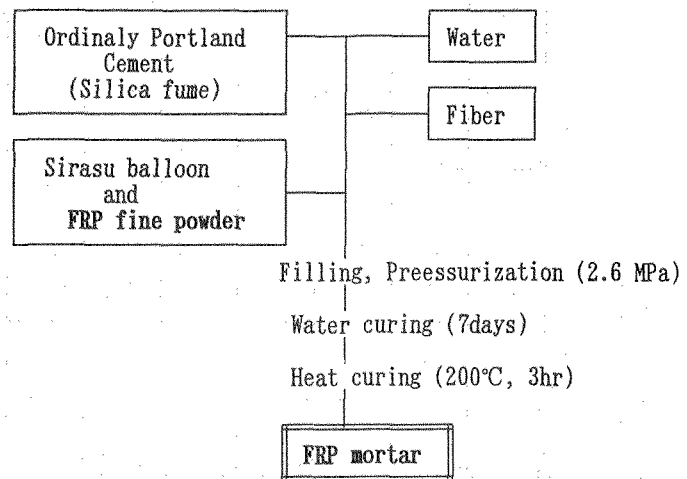 Ordinaly Portland
Cement
(Silica fume)
Water
Fiber
Sirasu balloon
and
FRP fine powder
Filling, Preessurization (2.6 MPa)
Water curing (7days)
Heat curing (200℃, 3hr)
FRP mortar